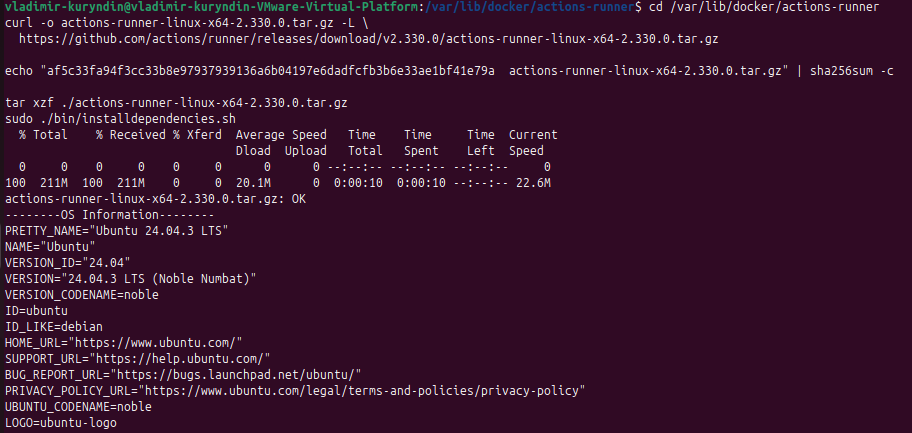 vladimir-kuryndin@vladimir-kuryndin-VMware-Virtual-Platform:/var/lib/docker/actions-runner$ cd /var/lib/docker/actions-runner
curl -o actions-runner-linux-x64-2.330.0.tar.gz -L \
  https://github.com/actions/runner/releases/download/v2.330.0/actions-runner-linux-x64-2.330.0.tar.gz

echo "af5c33fa94f3cc33b8e97937939136a6b04197e6dadfcfb3b6e33ae1bf41e79a  actions-runner-linux-x64-2.330.0.tar.gz" | sha256sum -c

tar xzf ./actions-runner-linux-x64-2.330.0.tar.gz
sudo ./bin/installdependencies.sh
  % Total    % Received % Xferd  Average Speed   Time    Time     Time  Current
                                 Dload  Upload   Total   Spent    Left  Speed
  0     0    0     0    0     0      0      0 --:--:-- --:--:-- --:--:--     0
100  211M  100  211M    0     0  20.1M      0  0:00:10  0:00:10 --:--:-- 22.6M
actions-runner-linux-x64-2.330.0.tar.gz: OK
--------OS Information--------
PRETTY_NAME="Ubuntu 24.04.3 LTS"
NAME="Ubuntu"
VERSION_ID="24.04"
VERSION="24.04.3 LTS (Noble Numbat)"
VERSION_CODENAME=noble
ID=ubuntu
ID_LIKE=debian
HOME_URL="https://www.ubuntu.com/"
SUPPORT_URL="https://help.ubuntu.com/"
BUG_REPORT_URL="https://bugs.launchpad.net/ubuntu/"
PRIVACY_POLICY_URL="https://www.ubuntu.com/legal/terms-and-policies/privacy-policy"
UBUNTU_CODENAME=noble
LOGO=ubuntu-logo